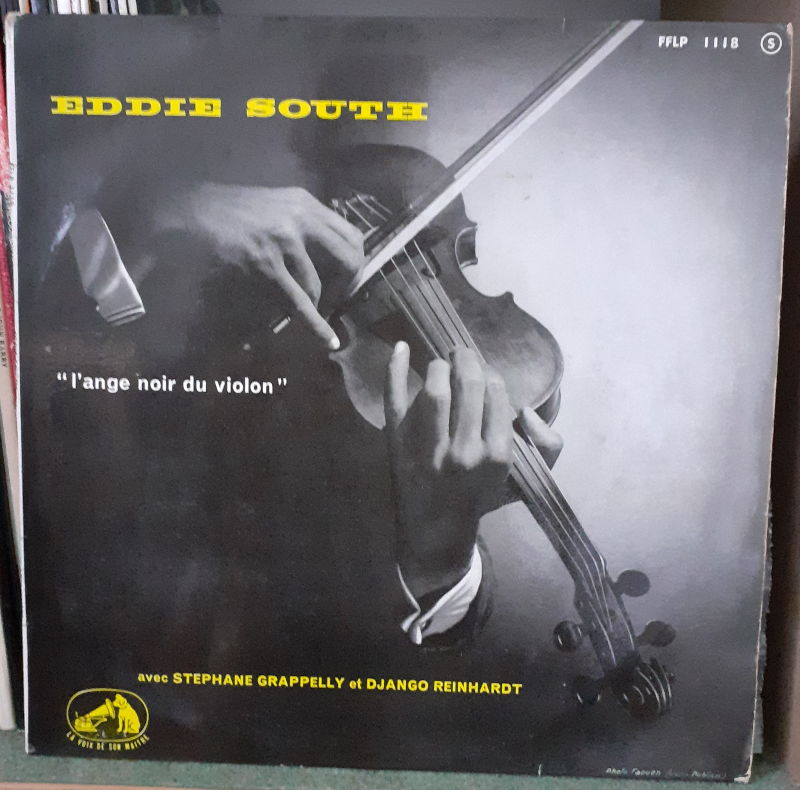 FFLP 1118 S
EDDIE SOUTH
"l'ange noir du violon"
avec STEPHANE GRAPPELLY et DJANGO REINHARDT
LA VOIX DE SON MAITRE
Photo